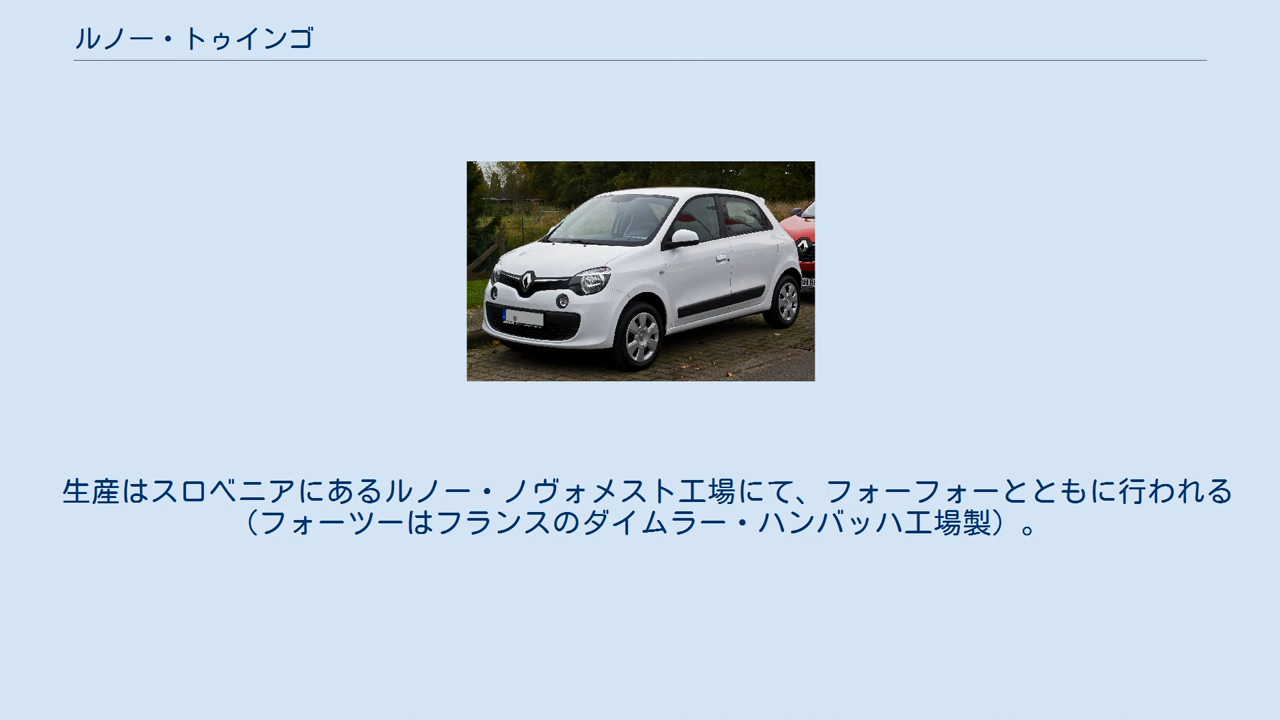 ルノー・トゥインゴ
生産はスロベニアにあるルノー・ノヴォメスト工場にて、フォーフォーとともに行われる
（フォーツーはフランスのダイムラー・ハンバッハ工場製）。